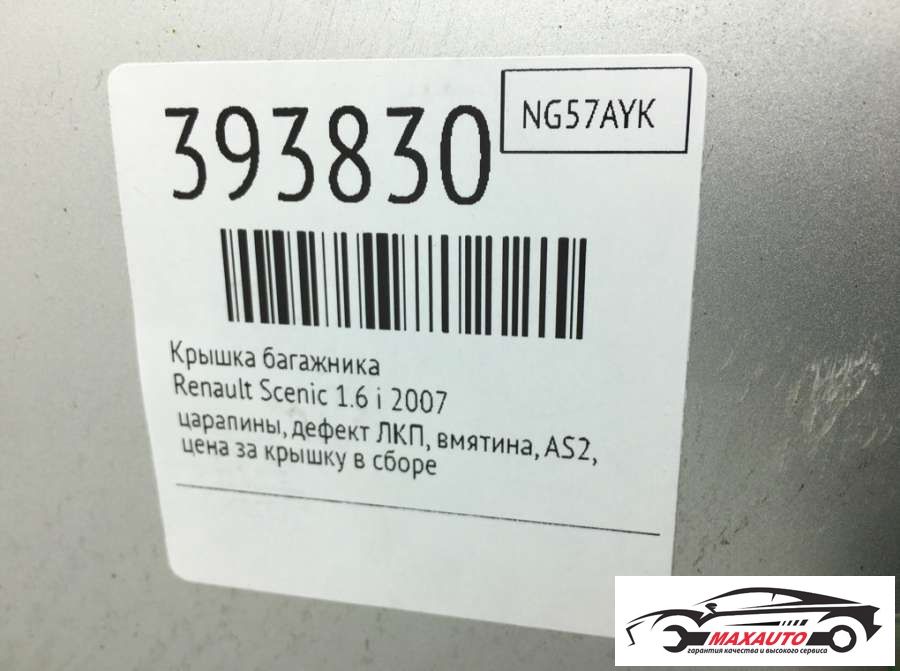 393830
NG57AYK
Крышка багажника
Renault Scenic 1.6 i 2007
царапины, дефект ЛКП, вмятина, AS2,
цена за крышку в сборе
MAXAUTO
гарантия качества и высокого сервиса